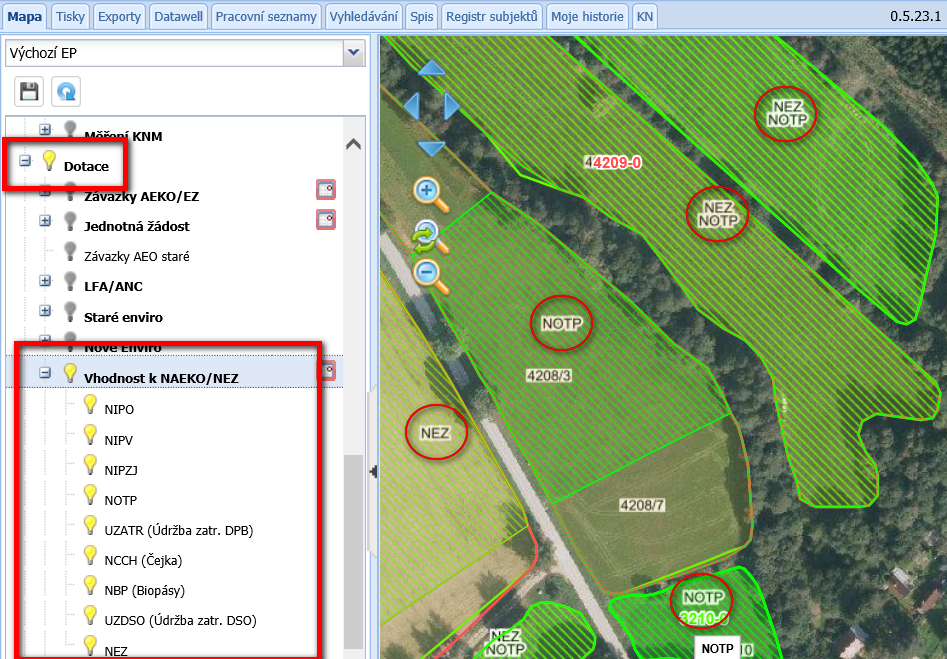 Mapa Tisky Exporty Datawell Pracovní seznamy Vyhledávání Spis Registr subjektů Moje historie KN 0.5.23.1
Výchozí EP
Měření KNM
Dotace
Závazky AEKO/EZ
Jednotná žádost
Závazky AEO staré
LFA/ANC
Staré enviro
Nové Enviro
Vhodnost k NAEKO/NEZ
NIPO
NIPV
NIPZJ
NOTP
UZATR (Údržba zatr. DPB)
NCCH (Čejka)
NBP (Biopásy)
UZDSO (Údržba zatr. DSO)
NEZ
NEZ
NOTP
4209-0
NEZ
NOTP
NOTP
4208/3
NEZ
4208/7
NOTP
3210-0
NEZ
NOTP
NOTP